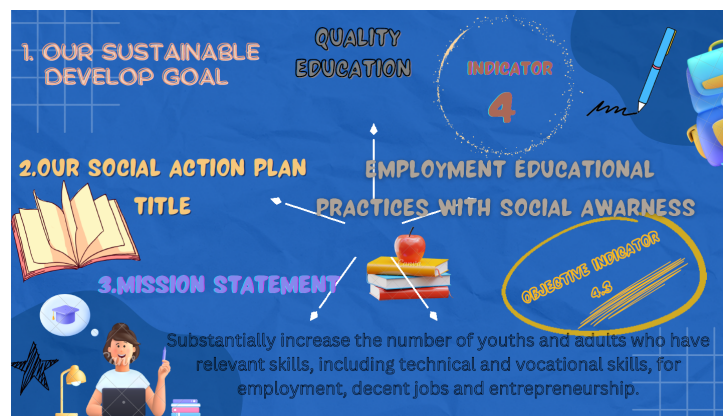 1. OUR SUSTAINABLE
DEVELOP GOAL
QUALITY
EDUCATION
INDICATOR
4
2.OUR SOCIAL ACTION PLAN
TITLE
EMPLOYMENT EDUCATIONAL
PRACTICES WITH SOCIAL AWARNESS
OBJECTIVE INDICATOR
4.3
3.MISSION STATEMENT
Substantially increase the number of youths and adults who have
relevant skills, including technical and vocational skills, for
employment, decent jobs and entrepreneurship.